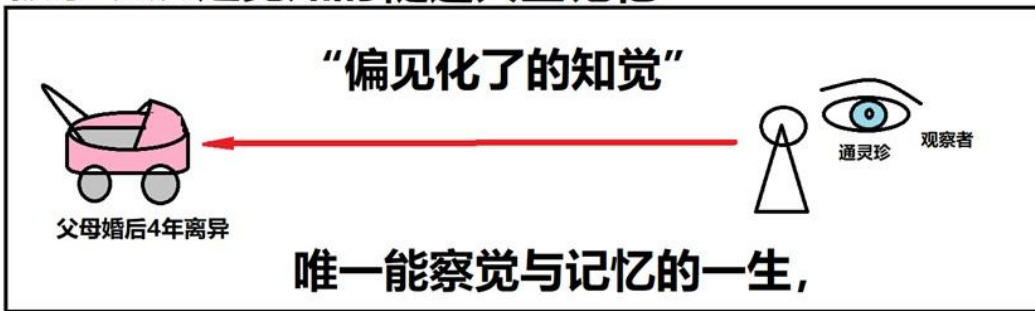 “偏见化了的知觉”
通灵珍
观察者
父母婚后4年离异
唯一能察觉与记忆的一生，